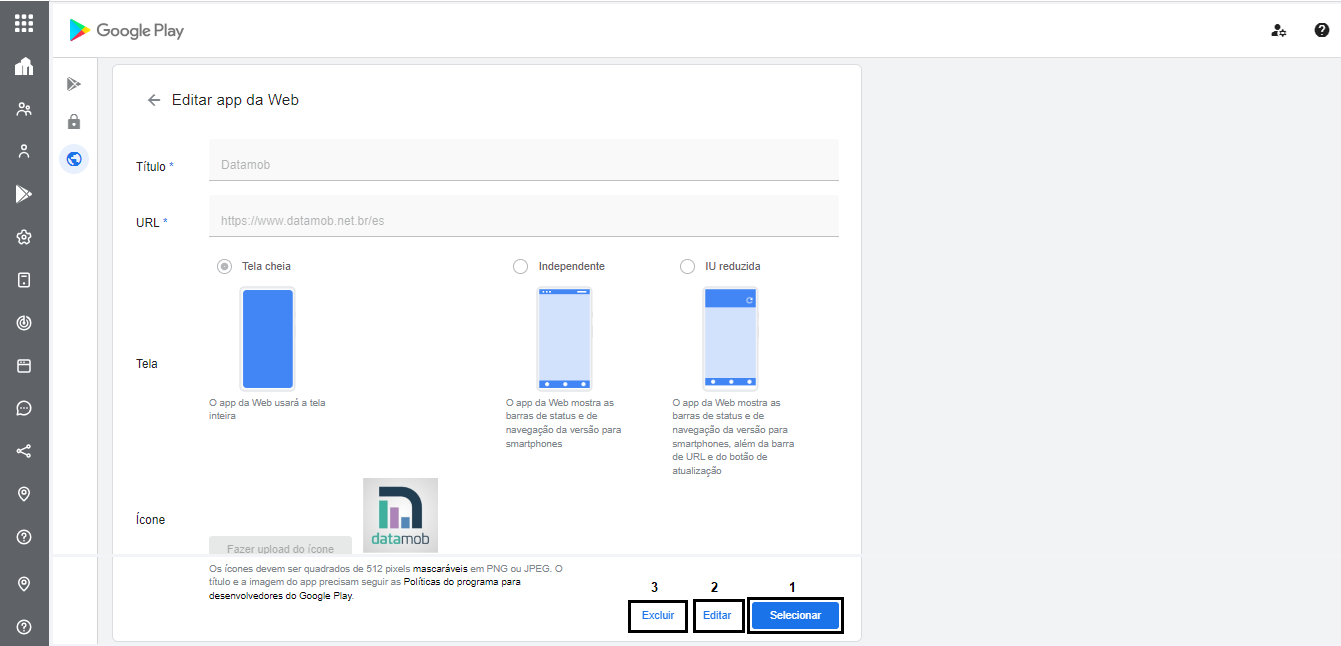 Google Play
Editar app da Web
Título *
Datamob
URL *
https://www.datamob.net.br/es
Tela cheia
Independente
IU reduzida
Tela
O app da Web usará a tela
inteira
O app da Web mostra as
barras de status e de
navegação da versão para
smartphones
O app da Web mostra as
barras de status e de
navegação da versão para
smartphones, além da barra
de URL e do botão de
atualização
Ícone
Fazer upload do ícone
datamob
Os ícones devem ser quadrados de 512 pixels mascaráveis em PNG ou JPEG. O
título e a imagem do app precisam seguir as Políticas do programa para
desenvolvedores do Google Play.
3 2 1
Excluir Editar Selecionar